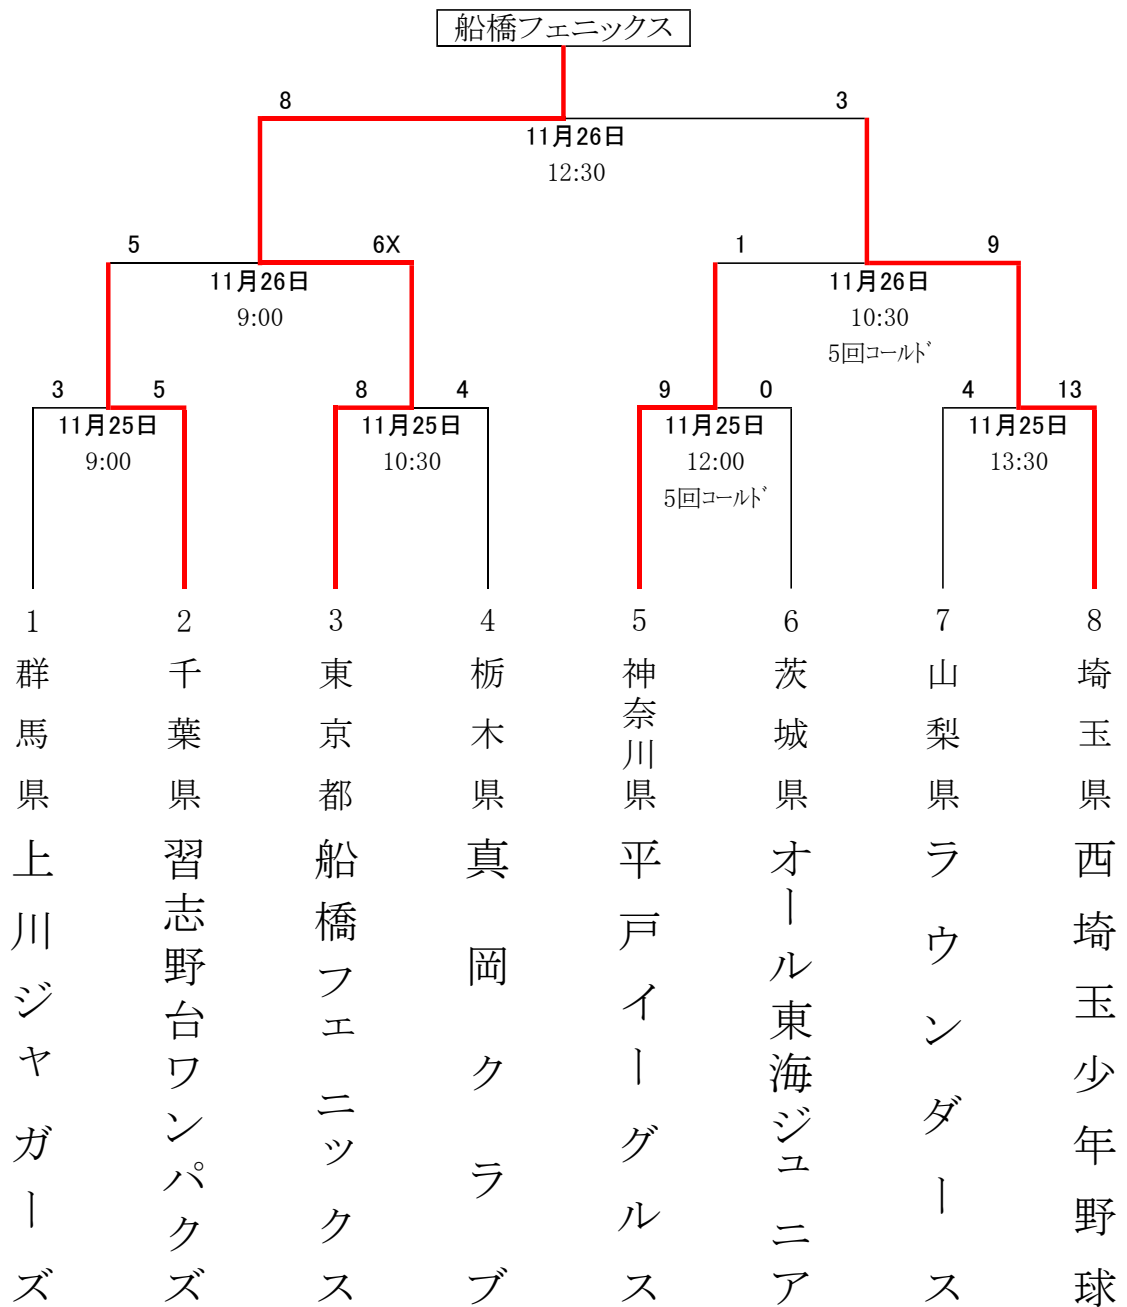 船橋フェニックス
8 3
11月26日
12:30
5 6X 1 9
11月26日 11月26日
9:00 10:30
5回ｺｰﾙﾄﾞ
3 5 8 4 9 0 4 13
11月25日 11月25日 11月25日 11月25日
9:00 10:30 12:00 13:30
5回ｺｰﾙﾄﾞ
1 2 3 4 5 6 7 8
群馬県
上川ジャガーズ
千葉県
習志野台ワンパクズ
東京都
船橋フェニックス
栃木県
真岡クラブ
神奈川県
平戸イーグルス
茨城県
オール東海ジュニア
山梨県
ラウンダース
埼玉県
西埼玉少年野球